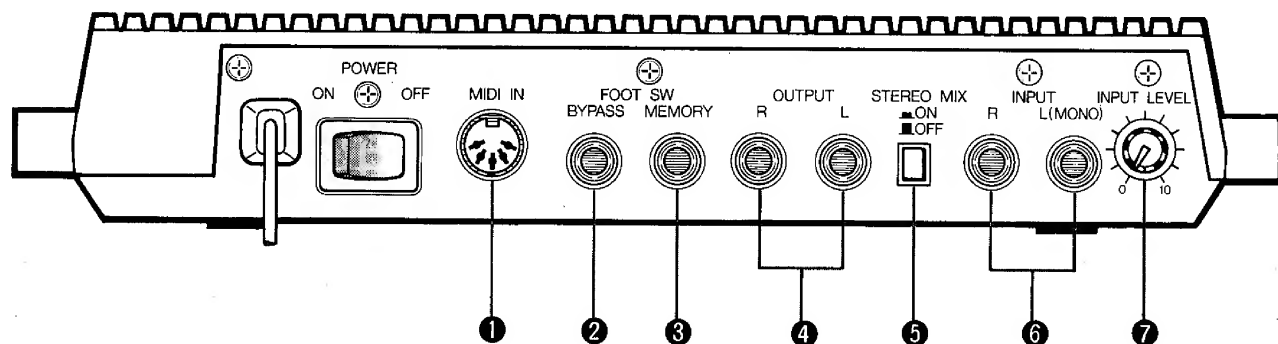 POWER
ON OFF
MIDI IN
FOOT SW
BYPASS MEMORY
OUTPUT
R L
STEREO MIX
ON
OFF
INPUT
R L(MONO)
INPUT LEVEL
0 10
1 2 3 4 5 6 7